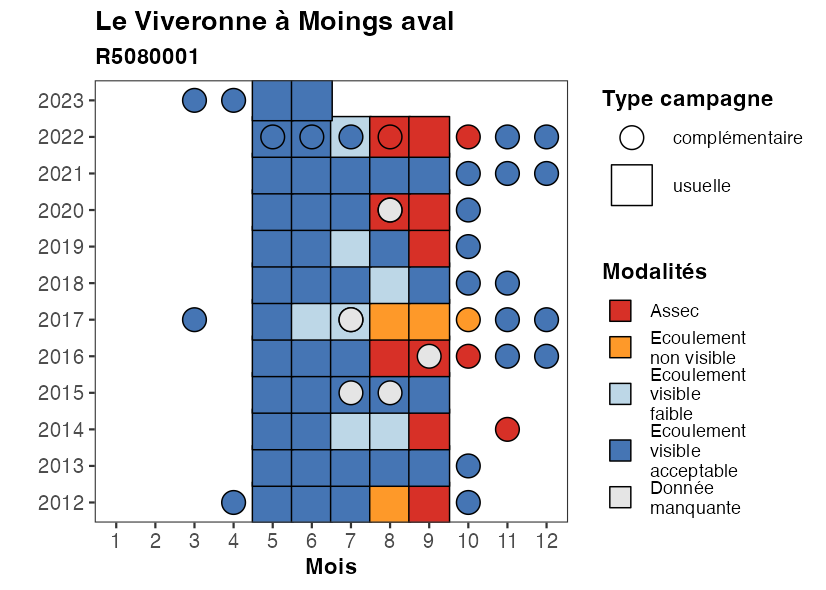 Le Viveronne à Moings aval
R5080001
2023
2022
2021
2020
2019
2018
2017
2016
2015
2014
2013
2012
1 2 3 4 5 6 7 8 9 10 11 12
Mois
Type campagne
complémentaire
usuelle
Modalités
Assec
Ecoulement
non visible
Ecoulement
visible
faible
Ecoulement
visible
acceptable
Donnée
manquante